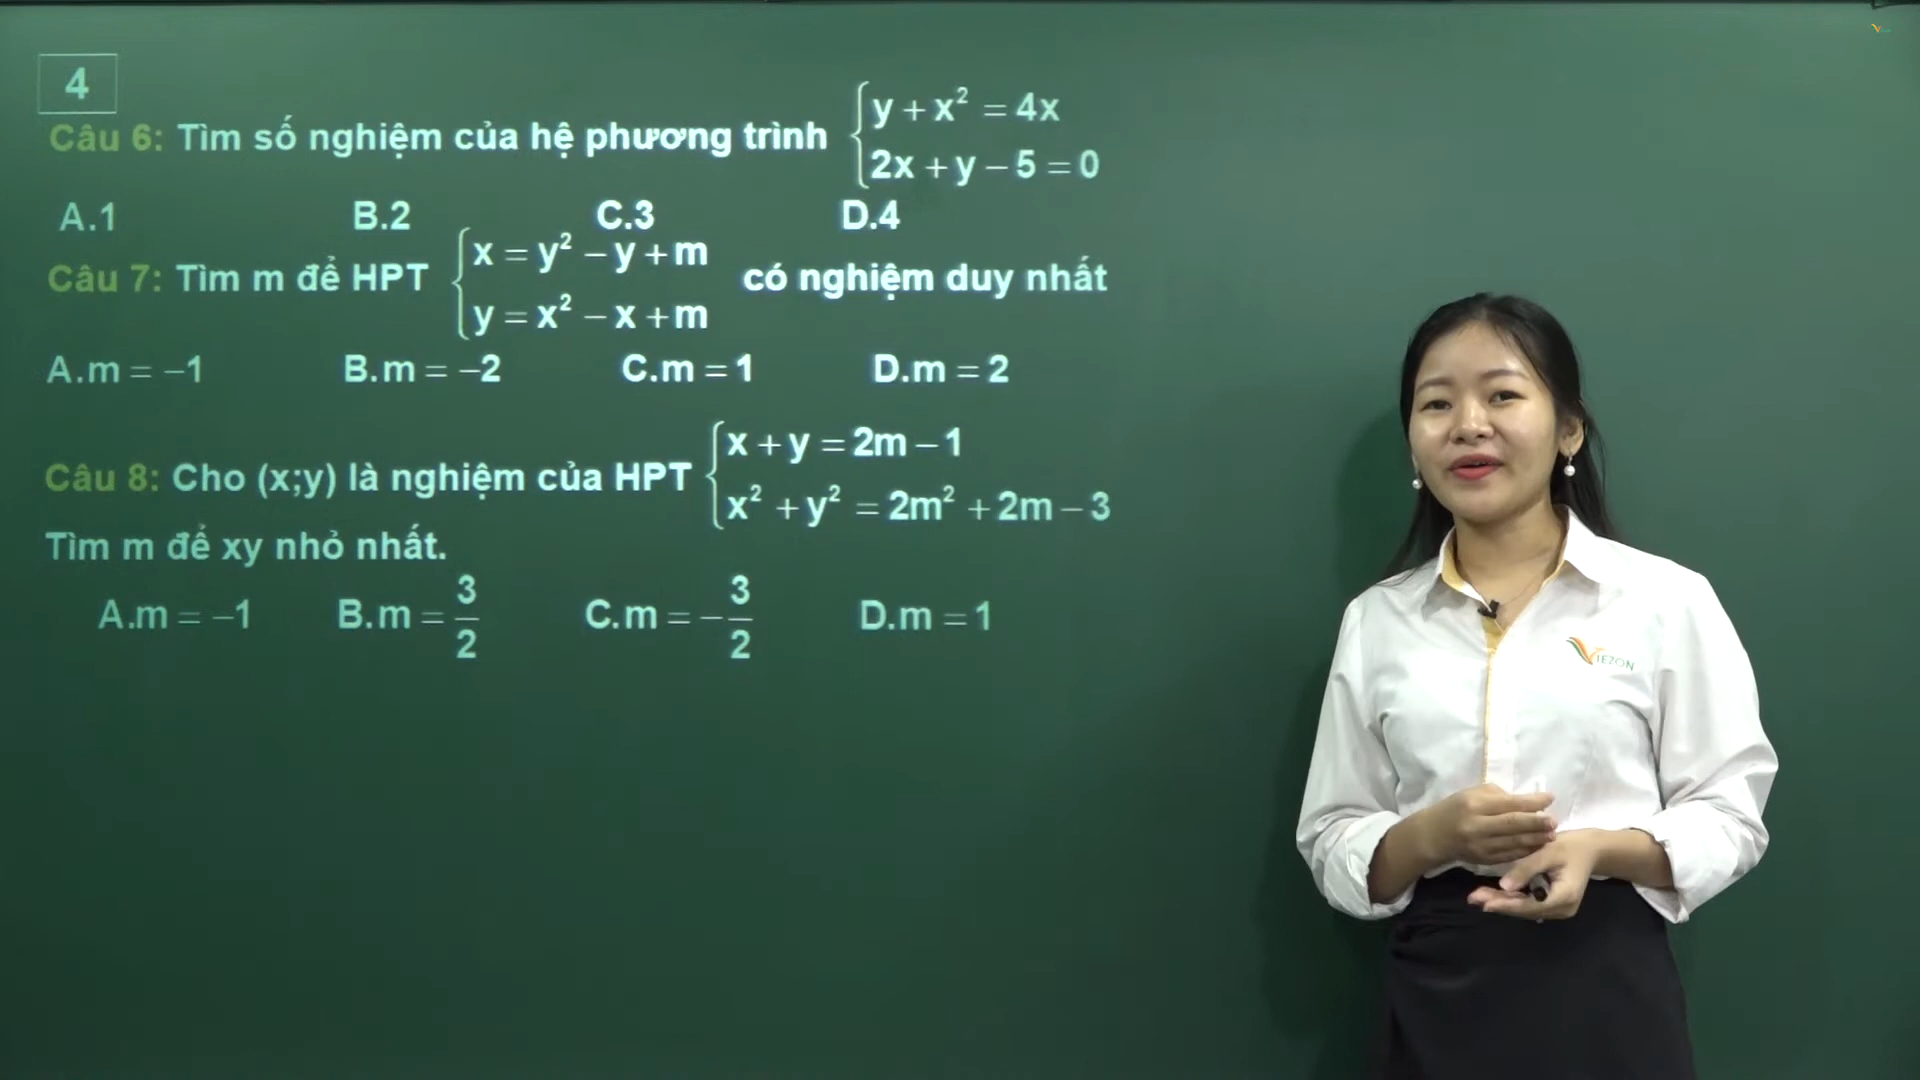 4
Câu 6: Tìm số nghiệm của hệ phương trình { y + x² = 4x
2x + y − 5 = 0
A.1 B.2 C.3 D.4
Câu 7: Tìm m để HPT { x = y² − y + m
y = x² − x + m có nghiệm duy nhất
A.m = −1 B.m = −2 C.m = 1 D.m = 2
Câu 8: Cho (x;y) là nghiệm của HPT { x + y = 2m − 1
x² + y² = 2m² + 2m − 3
Tìm m để xy nhỏ nhất.
A.m = −1 B.m = 3/2 C.m = −3/2 D.m = 1
VIEZON